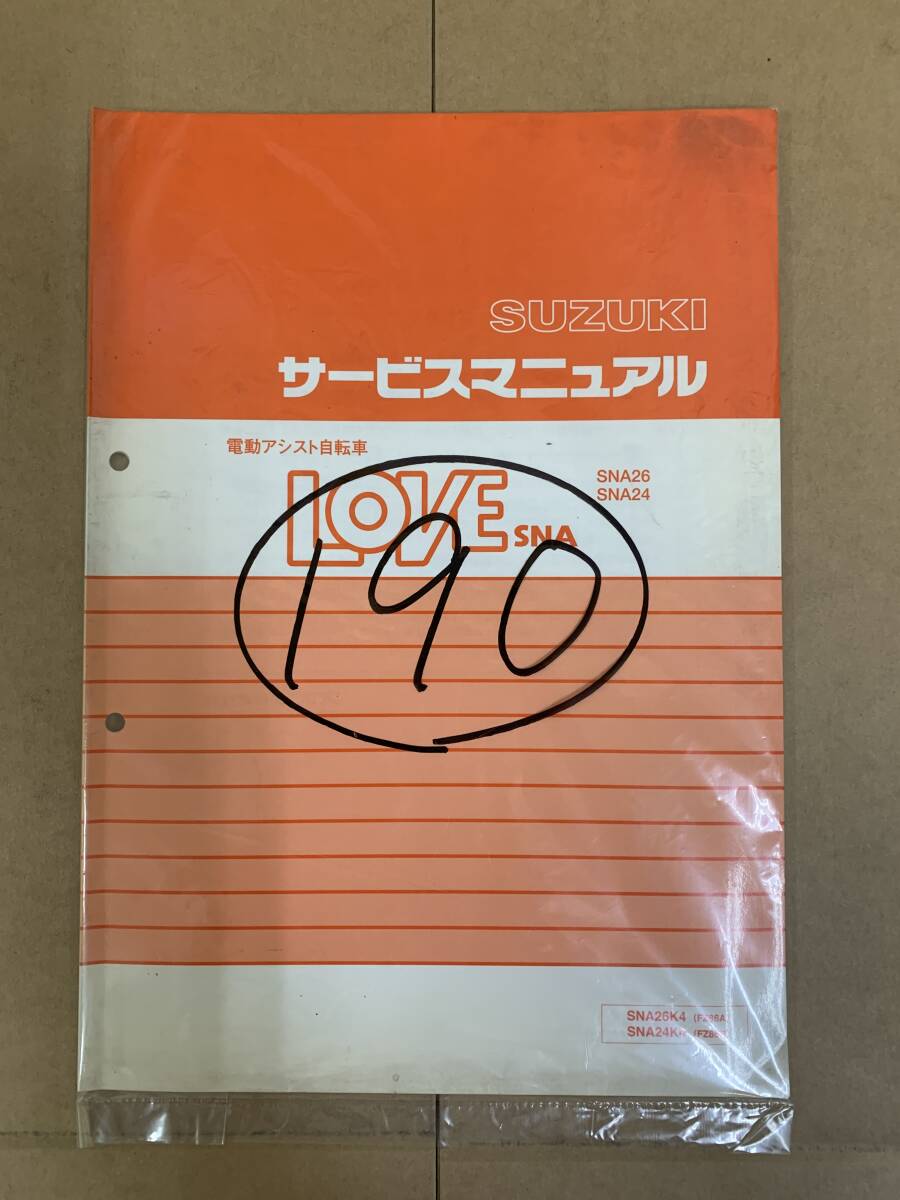 SUZUKI
サービスマニュアル
電動アシスト自転車
LOVE SNA
SNA26
SNA24
190
SNA26K4
SNA24K4